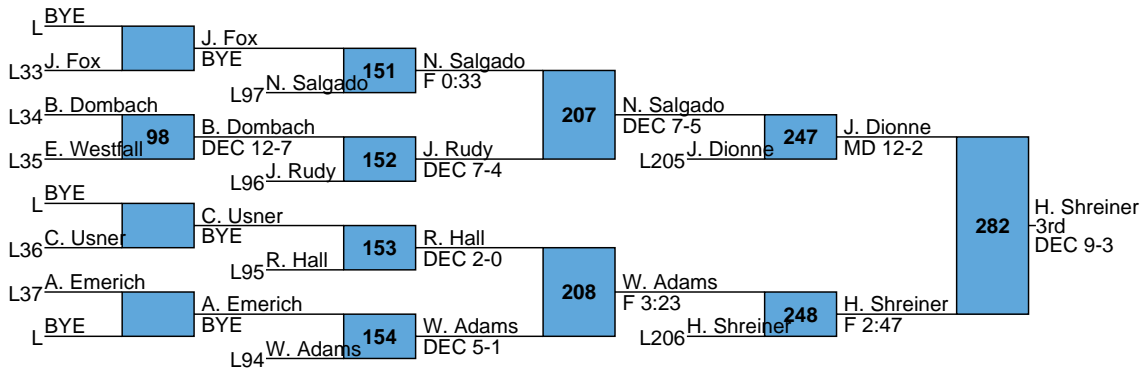 L BYE
L33 J. Fox
J. Fox
BYE
L34 B. Dombach
L35 E. Westfall
98
B. Dombach
DEC 12-7
L BYE
L36 C. Usner
C. Usner
BYE
L37 A. Emerich
L BYE
A. Emerich
BYE
L97 N. Salgado
151
N. Salgado
F 0:33
L96 J. Rudy
152
J. Rudy
DEC 7-4
L95 R. Hall
153
R. Hall
DEC 2-0
L94 W. Adams
154
W. Adams
DEC 5-1
207
N. Salgado
DEC 7-5
208
W. Adams
F 3:23
L205 J. Dionne
247
J. Dionne
MD 12-2
L206 H. Shreiner
248
H. Shreiner
F 2:47
282
H. Shreiner
3rd
DEC 9-3